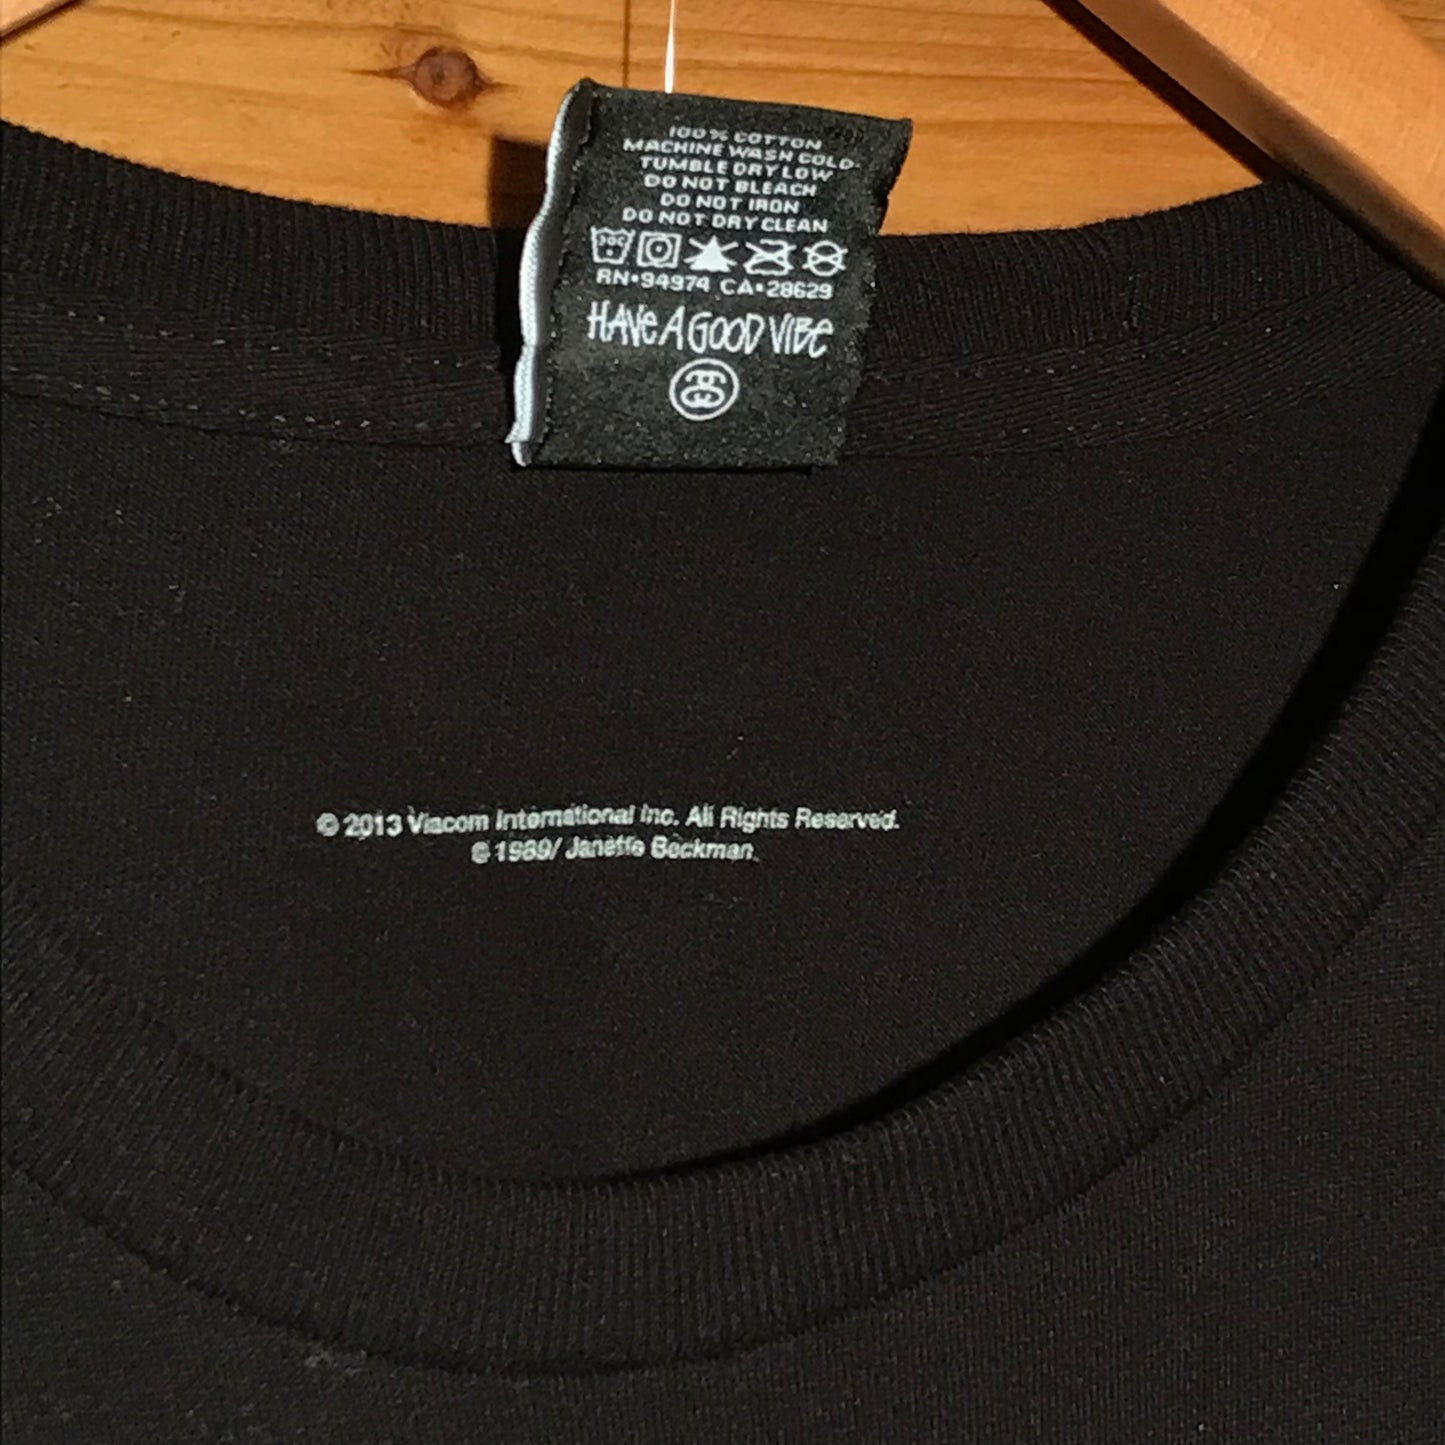 100% COTTON
MACHINE WASH COLD-
TUMBLE DRY LOW
DO NOT BLEACH
DO NOT IRON
DO NOT DRY CLEAN
RN•94974 CA•28629
HAVE A GOOD VIBE
© 2013 Viacom International Inc. All Rights Reserved.
© 1989/ Janette Beckman.